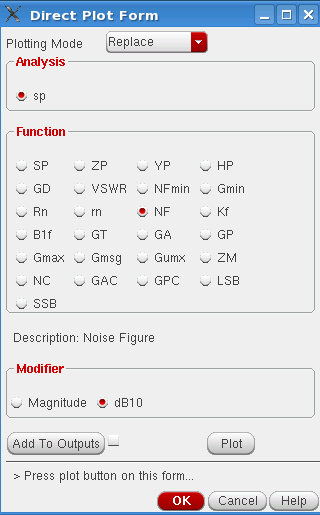 Direct Plot Form
Plotting Mode Replace
Analysis
sp
Function
SP ZP YP HP
GD VSWR NFmin Gmin
Rn rn NF Kf
B1f GT GA GP
Gmax Gmsg Gumx ZM
NC GAC GPC LSB
SSB
Description: Noise Figure
Modifier
Magnitude dB10
Add To Outputs Plot
> Press plot button on this form...
OK Cancel Help